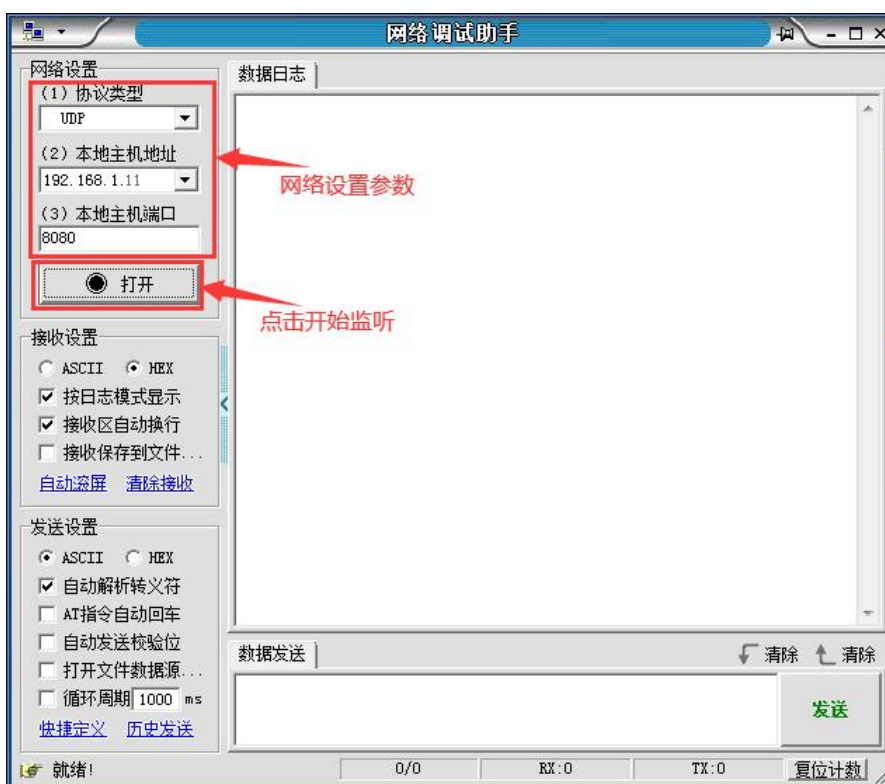 网络调试助手
网络设置
(1) 协议类型
UDP
(2) 本地主机地址
192.168.1.11
(3) 本地主机端口
8080
打开
数据日志
网络设置参数
点击开始监听
接收设置
ASCII HEX
按日志模式显示
接收区自动换行
接收保存到文件...
自动滚屏 清除接收
发送设置
ASCII HEX
自动解析转义符
AT指令自动回车
自动发送校验位
打开文件数据源...
循环周期 1000 ms
快捷定义 历史发送
数据发送 清除 清除
发送
就绪! 0/0 RX:0 TX:0 复位计数